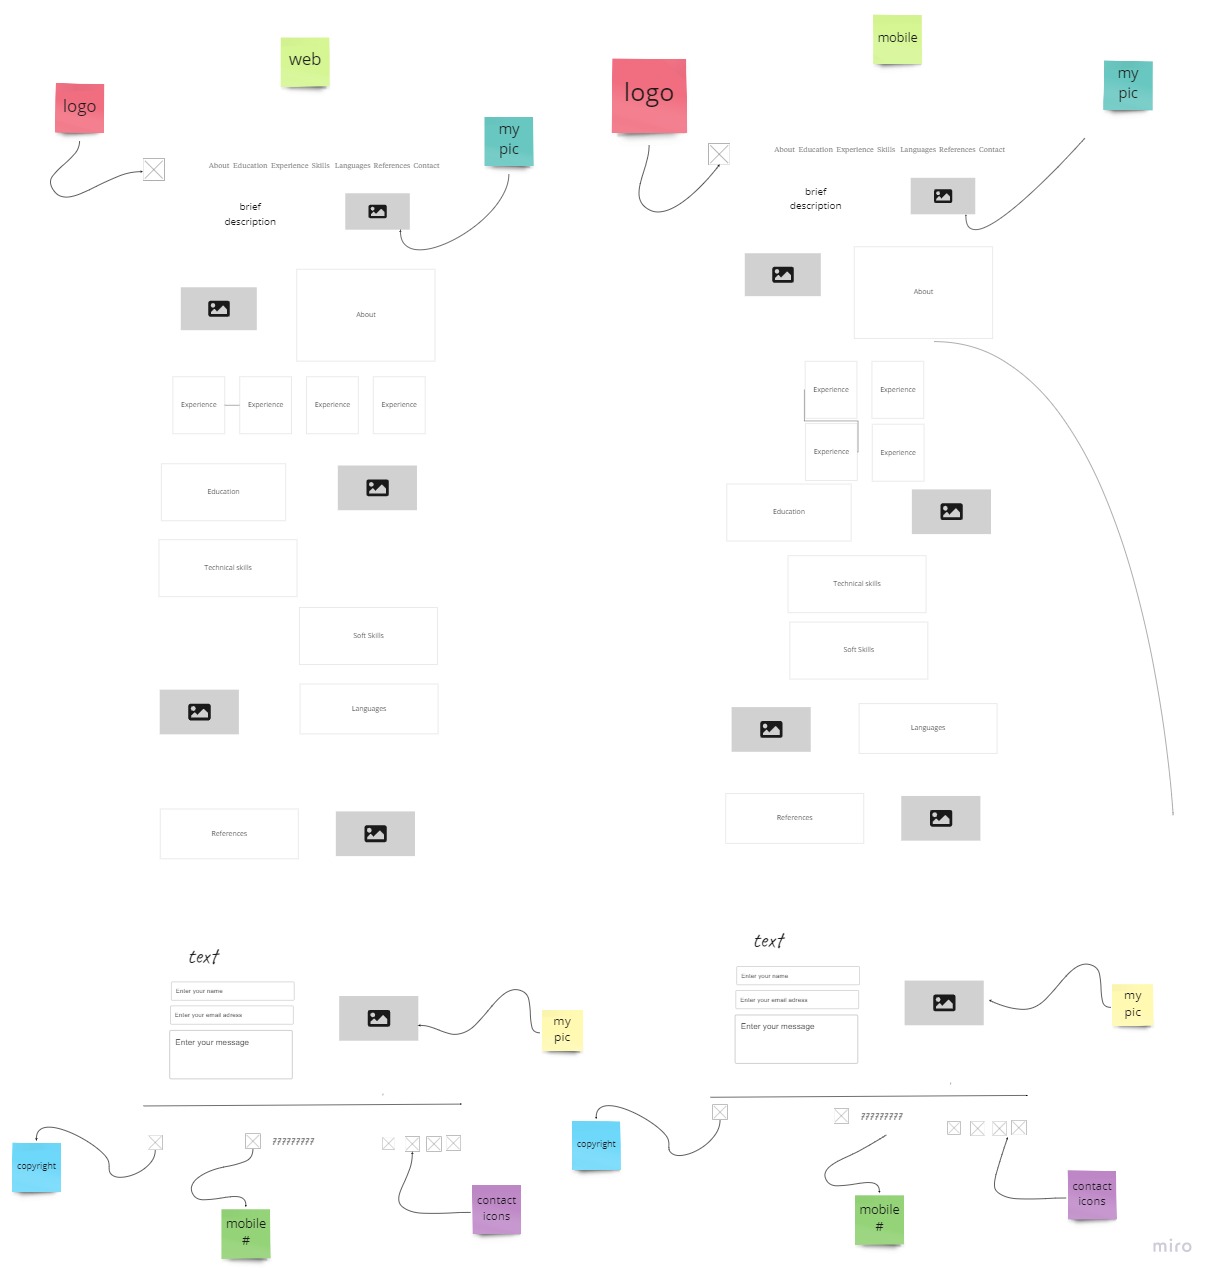 web
mobile
logo
my
pic
logo
my
pic
About Education Experience Skills Languages References Contact
brief
description
About
Experience
Experience
Experience
Experience
Education
Technical skills
Soft Skills
Languages
References
text
Enter your name
Enter your email adress
Enter your message
my
pic
copyright
77777777
mobile
#
contact
icons
About Education Experience Skills Languages References Contact
brief
description
About
Experience
Experience
Experience
Experience
Education
Technical skills
Soft Skills
Languages
References
text
Enter your name
Enter your email adress
Enter your message
my
pic
copyright
77777777
mobile
#
contact
icons
miro